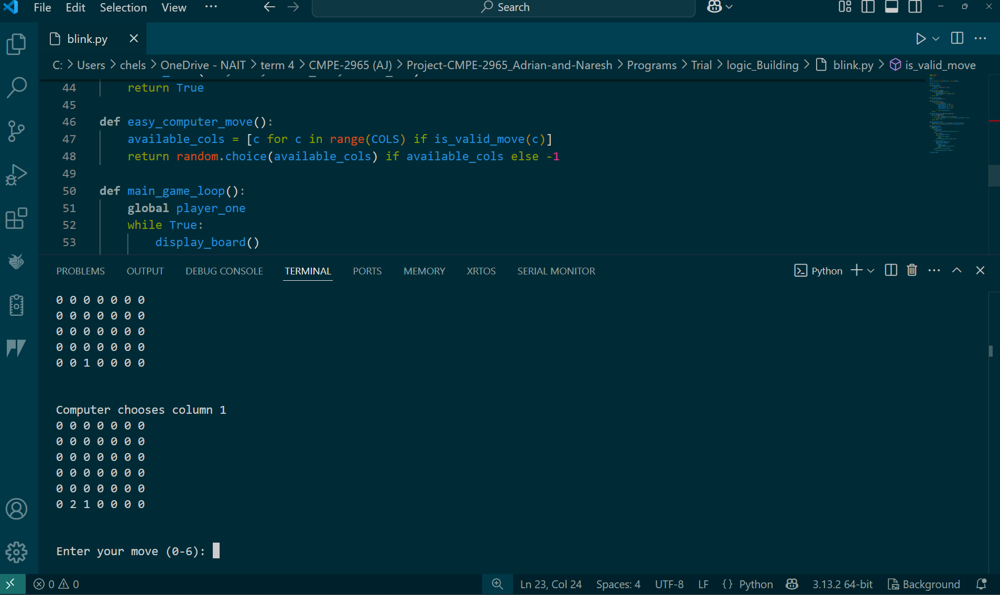 File Edit Selection View ··· Search
blink.py
C: > Users > chels > OneDrive - NAIT > term 4 > CMPE-2965 (AJ) > Project-CMPE-2965_Adrian-and-Naresh > Programs > Trial > logic_Building > blink.py > is_valid_move
44 return True
45
46 def easy_computer_move():
47 available_cols = [c for c in range(COLS) if is_valid_move(c)]
48 return random.choice(available_cols) if available_cols else -1
49
50 def main_game_loop():
51 global player_one
52 while True:
53 display_board()
PROBLEMS OUTPUT DEBUG CONSOLE TERMINAL PORTS MEMORY XRTOS SERIAL MONITOR Python
0 0 0 0 0 0 0
0 0 0 0 0 0 0
0 0 0 0 0 0 0
0 0 0 0 0 0 0
0 0 1 0 0 0 0
Computer chooses column 1
0 0 0 0 0 0 0
0 0 0 0 0 0 0
0 0 0 0 0 0 0
0 0 0 0 0 0 0
0 0 0 0 0 0 0
0 2 1 0 0 0 0
Enter your move (0-6):
0 0 Ln 23, Col 24 Spaces: 4 UTF-8 LF {} Python 3.13.2 64-bit Background